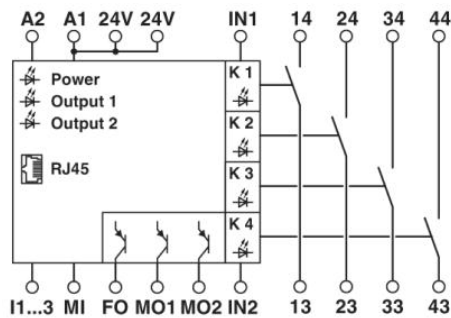 A2 A1 24V 24V IN1 14 24 34 44
Power
Output 1
Output 2
RJ45
K 1
K 2
K 3
K 4
I1...3 MI FO MO1 MO2 IN2 13 23 33 43